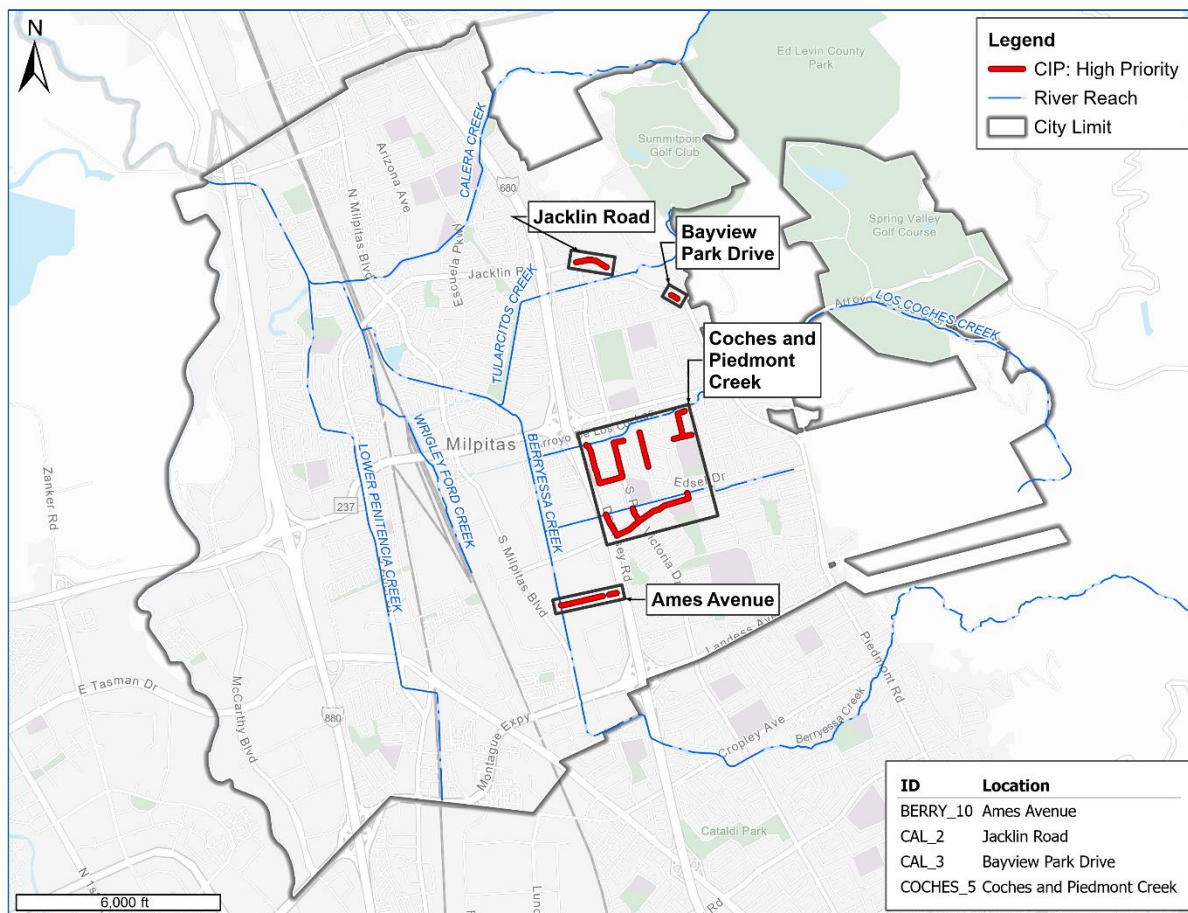 N
Legend
CIP: High Priority
River Reach
City Limit
Ed Levin County
Park
Summitpoint
Golf Club
Spring Valley
Golf Course
CALERA CREEK
Arizona Ave
N Milpitas Blvd
Escuela Pkwy
680
Jacklin Road
Bayview
Park Drive
Jacklin R
TULARCITOS CREEK
Arroyo
LOS COCHES CREEK
Coches and
Piedmont
Creek
Milpitas
WRIGLEY FORD CREEK
BERRYESSA CREEK
LOWER PENITENCIA CREEK
237
Zanker Rd
Edsel Dr
Victoria Dr
S Milpitas Blvd
Ames Avenue
Landess Av
Piedmont Rd
E Tasman Dr
McCarthy Blvd
880
Montague Expy
Cropley Ave
Berryessa Creek
Cataldi Park
6,000 ft
ID Location
BERRY_10 Ames Avenue
CAL_2 Jacklin Road
CAL_3 Bayview Park Drive
COCHES_5 Coches and Piedmont Creek